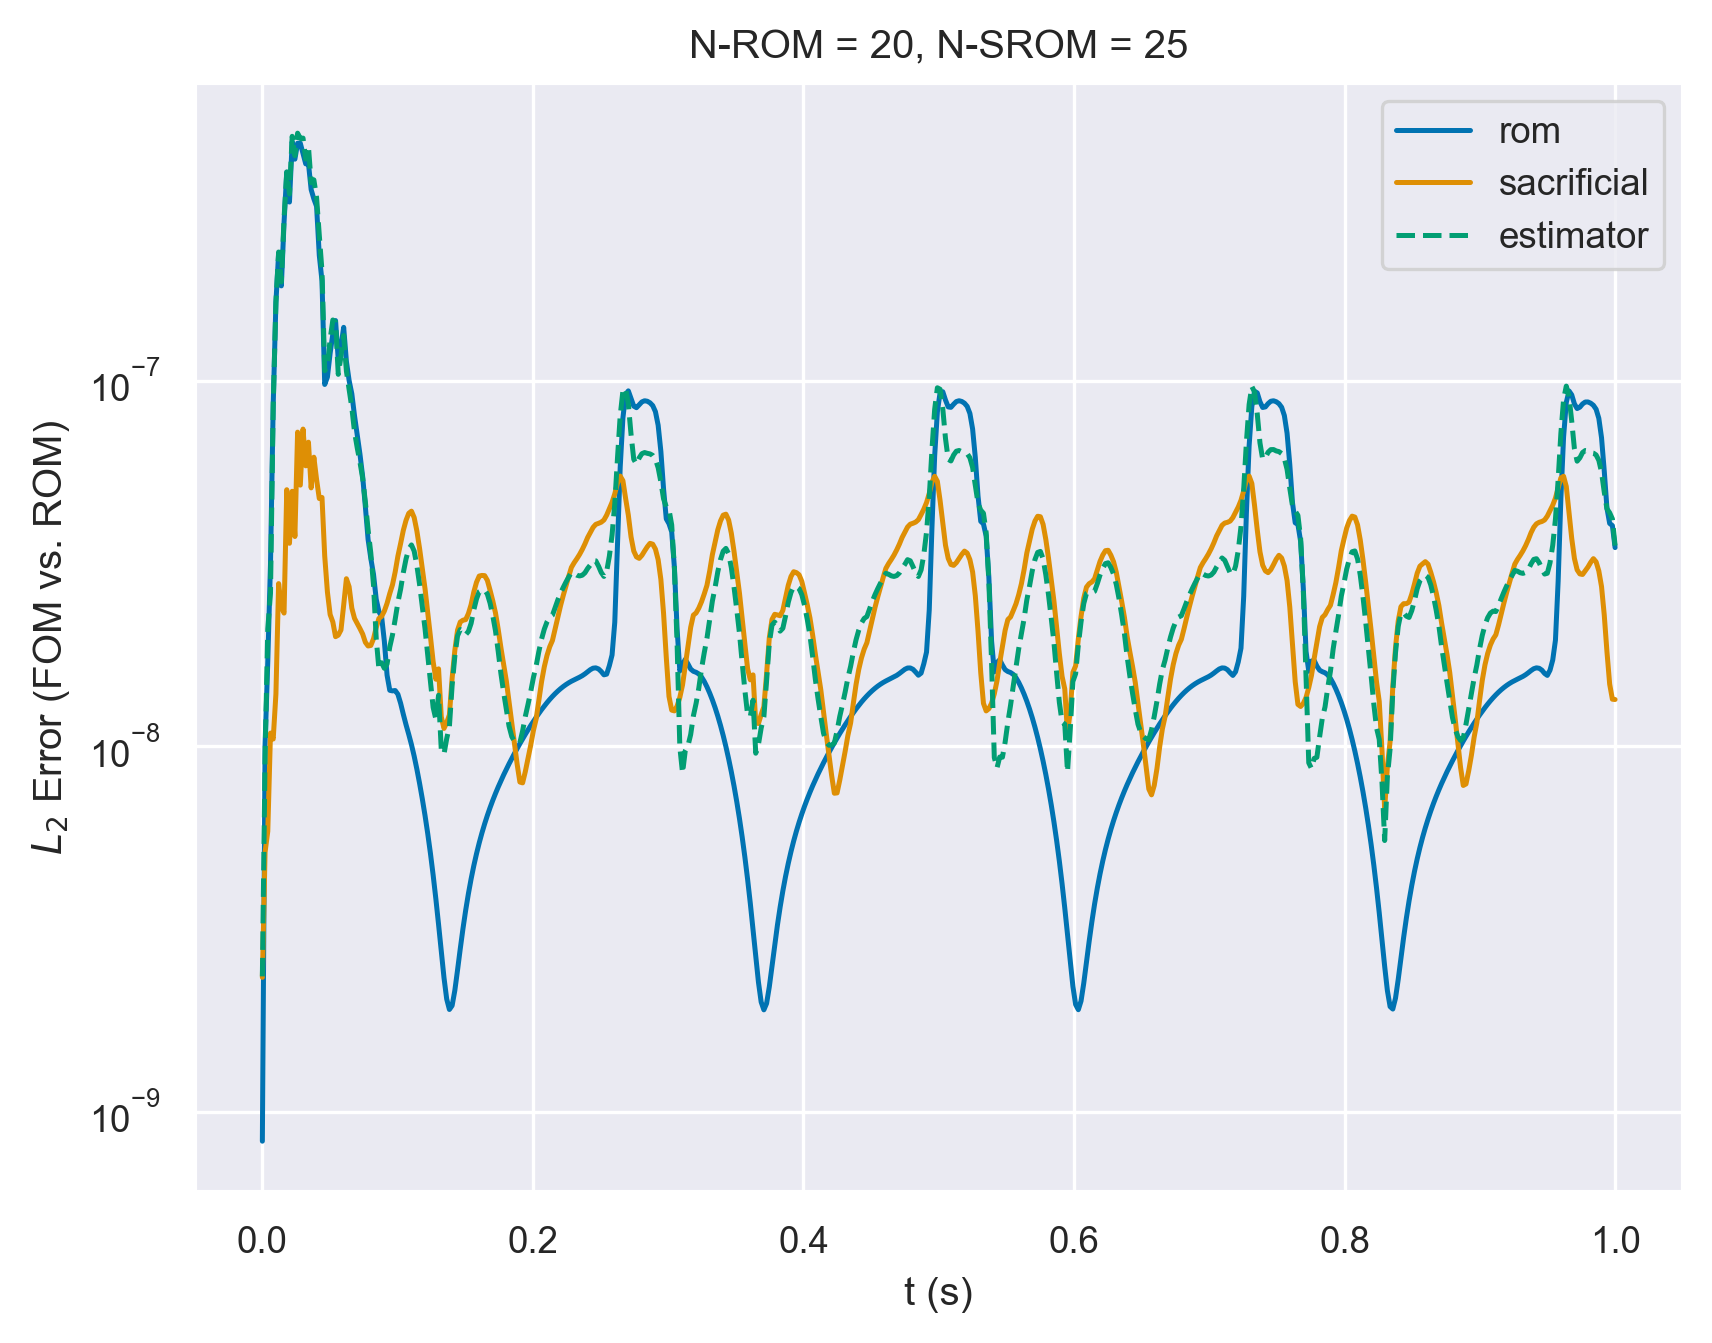 N-ROM = 20, N-SROM = 25
rom
sacrificial
estimator
L₂ Error (FOM vs. ROM)
10⁻⁷
10⁻⁸
10⁻⁹
0.0 0.2 0.4 0.6 0.8 1.0
t (s)